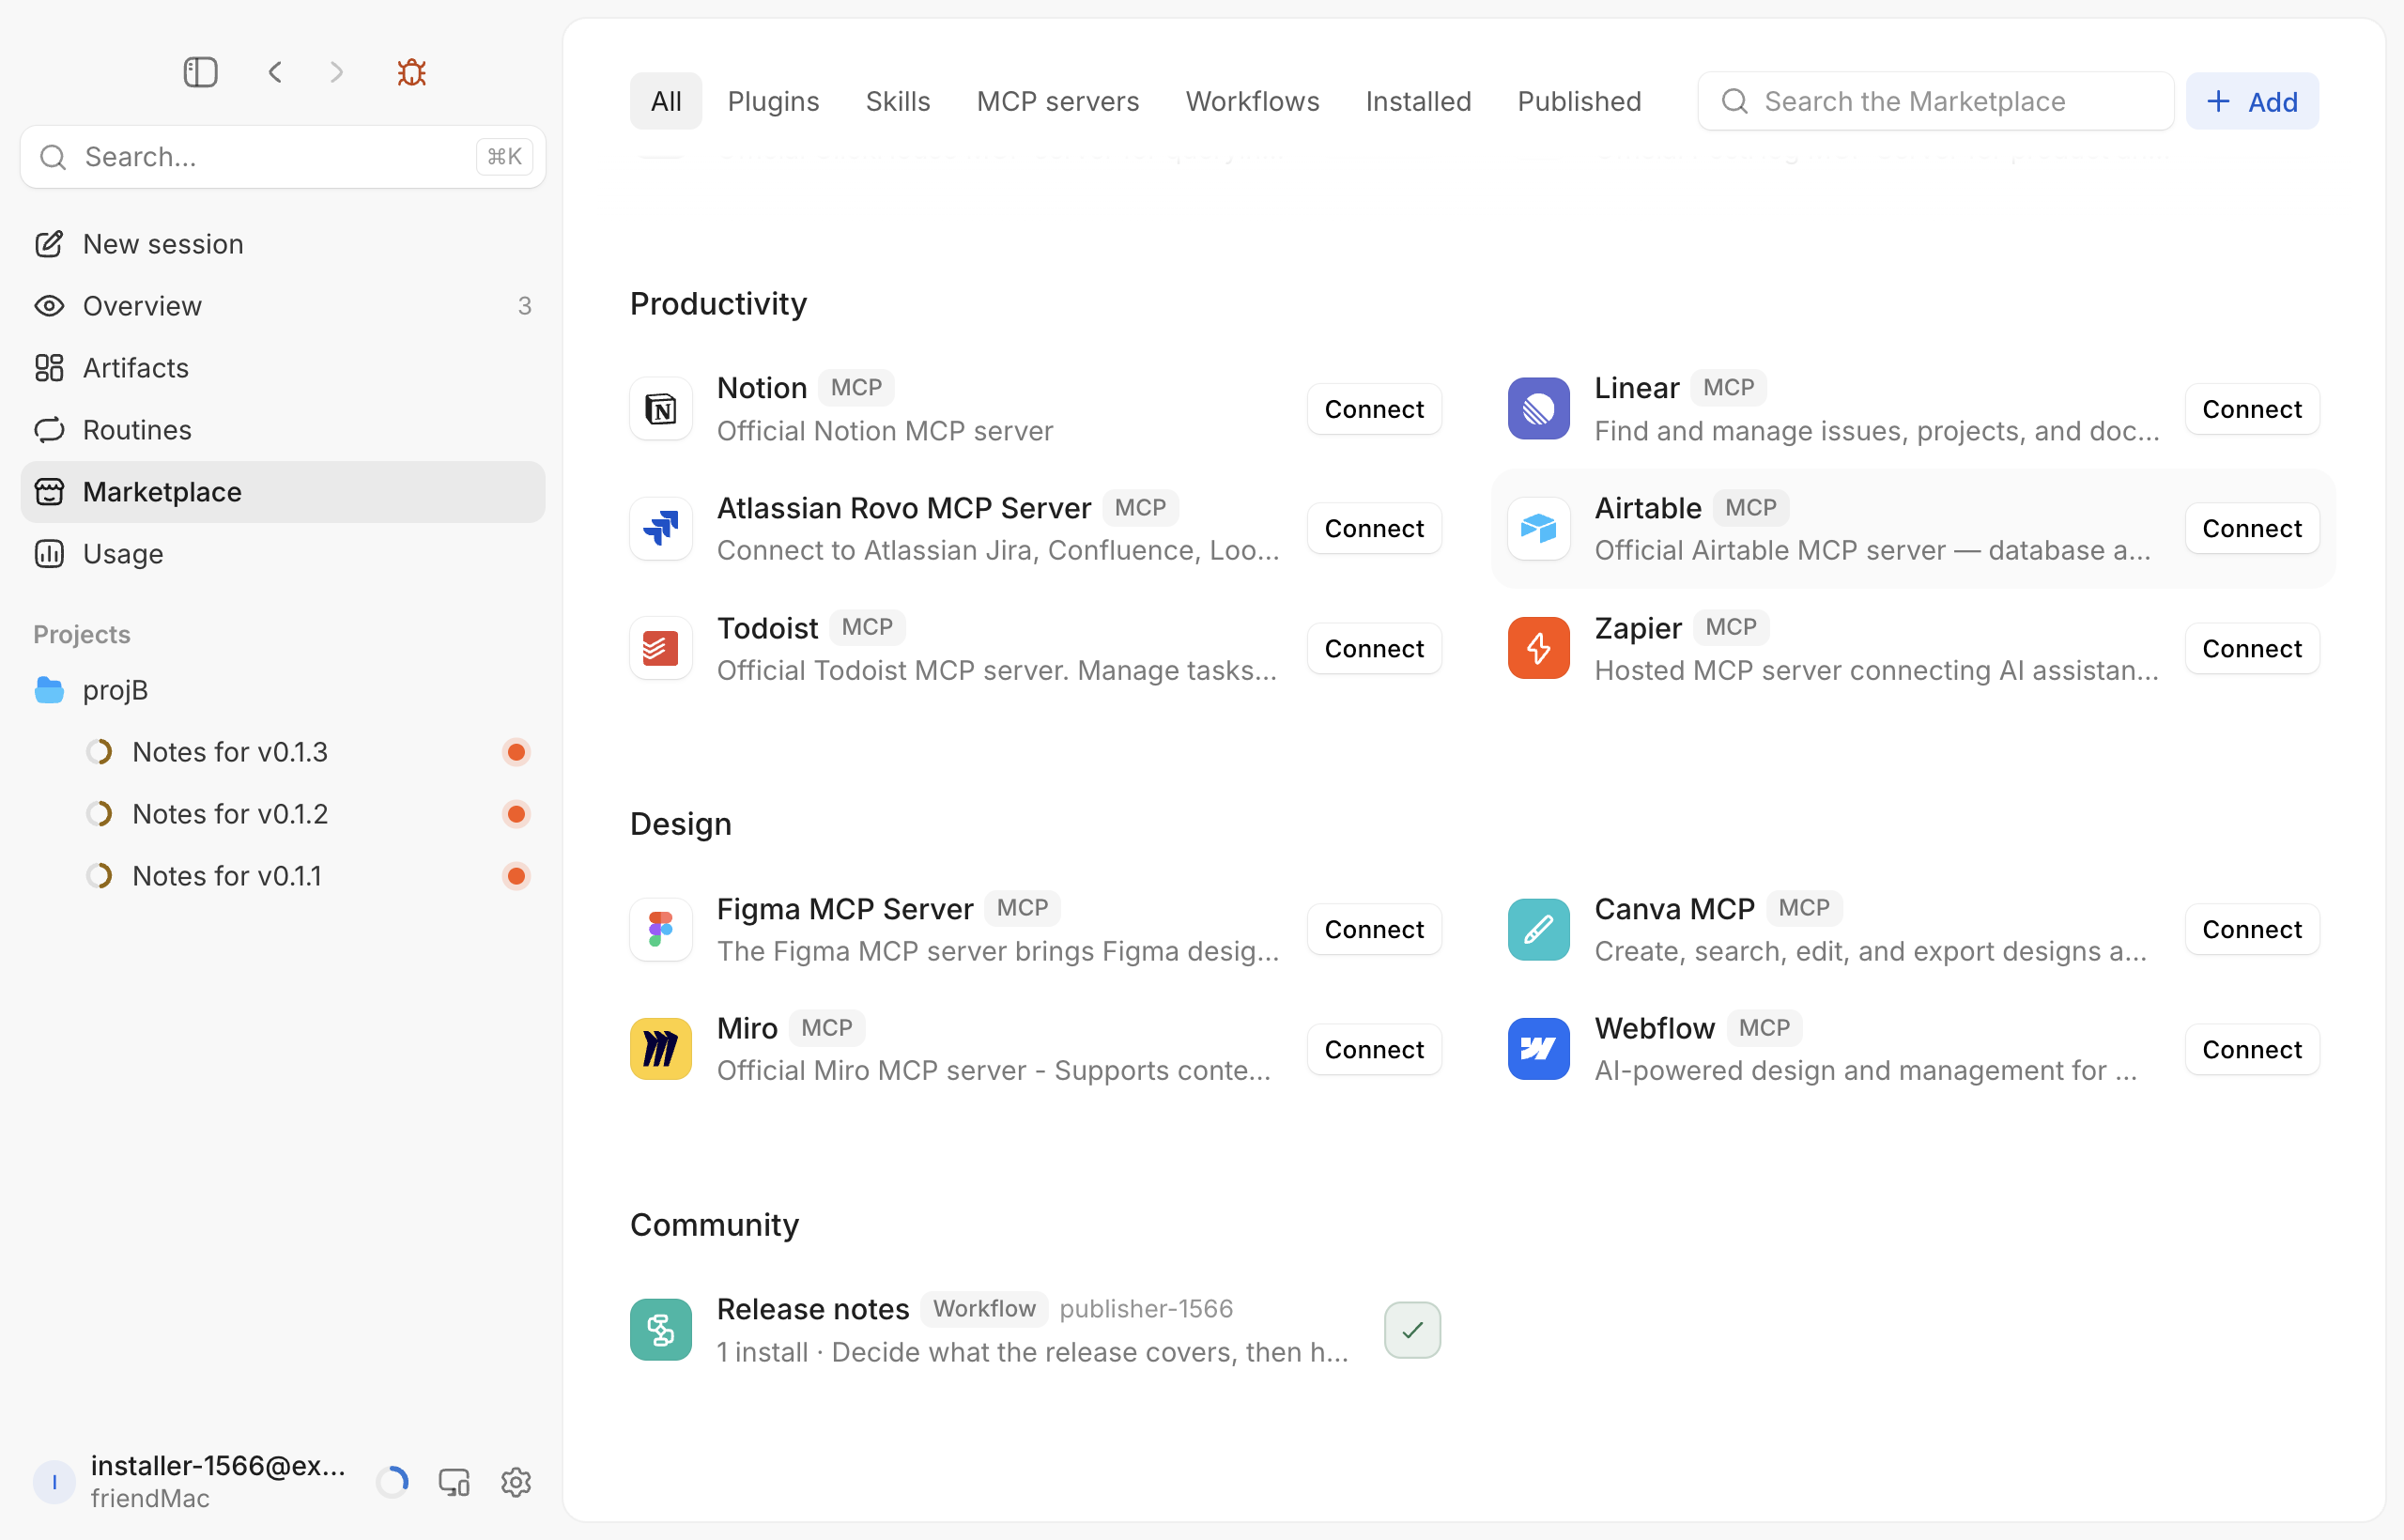 Search...
⌘K
New session
Overview
3
Artifacts
Routines
Marketplace
Usage
Projects
projB
Notes for v0.1.3
Notes for v0.1.2
Notes for v0.1.1
I
installer-1566@ex...
friendMac
All
Plugins
Skills
MCP servers
Workflows
Installed
Published
Search the Marketplace
Add
Productivity
Notion MCP
Official Notion MCP server
Connect
Linear MCP
Find and manage issues, projects, and doc...
Connect
Atlassian Rovo MCP Server MCP
Connect to Atlassian Jira, Confluence, Loo...
Connect
Airtable MCP
Official Airtable MCP server — database a...
Connect
Todoist MCP
Official Todoist MCP server. Manage tasks...
Connect
Zapier MCP
Hosted MCP server connecting AI assistan...
Connect
Design
Figma MCP Server MCP
The Figma MCP server brings Figma desig...
Connect
Canva MCP MCP
Create, search, edit, and export designs a...
Connect
Miro MCP
Official Miro MCP server - Supports conte...
Connect
Webflow MCP
AI-powered design and management for ...
Connect
Community
Release notes Workflow publisher-1566
1 install · Decide what the release covers, then h...